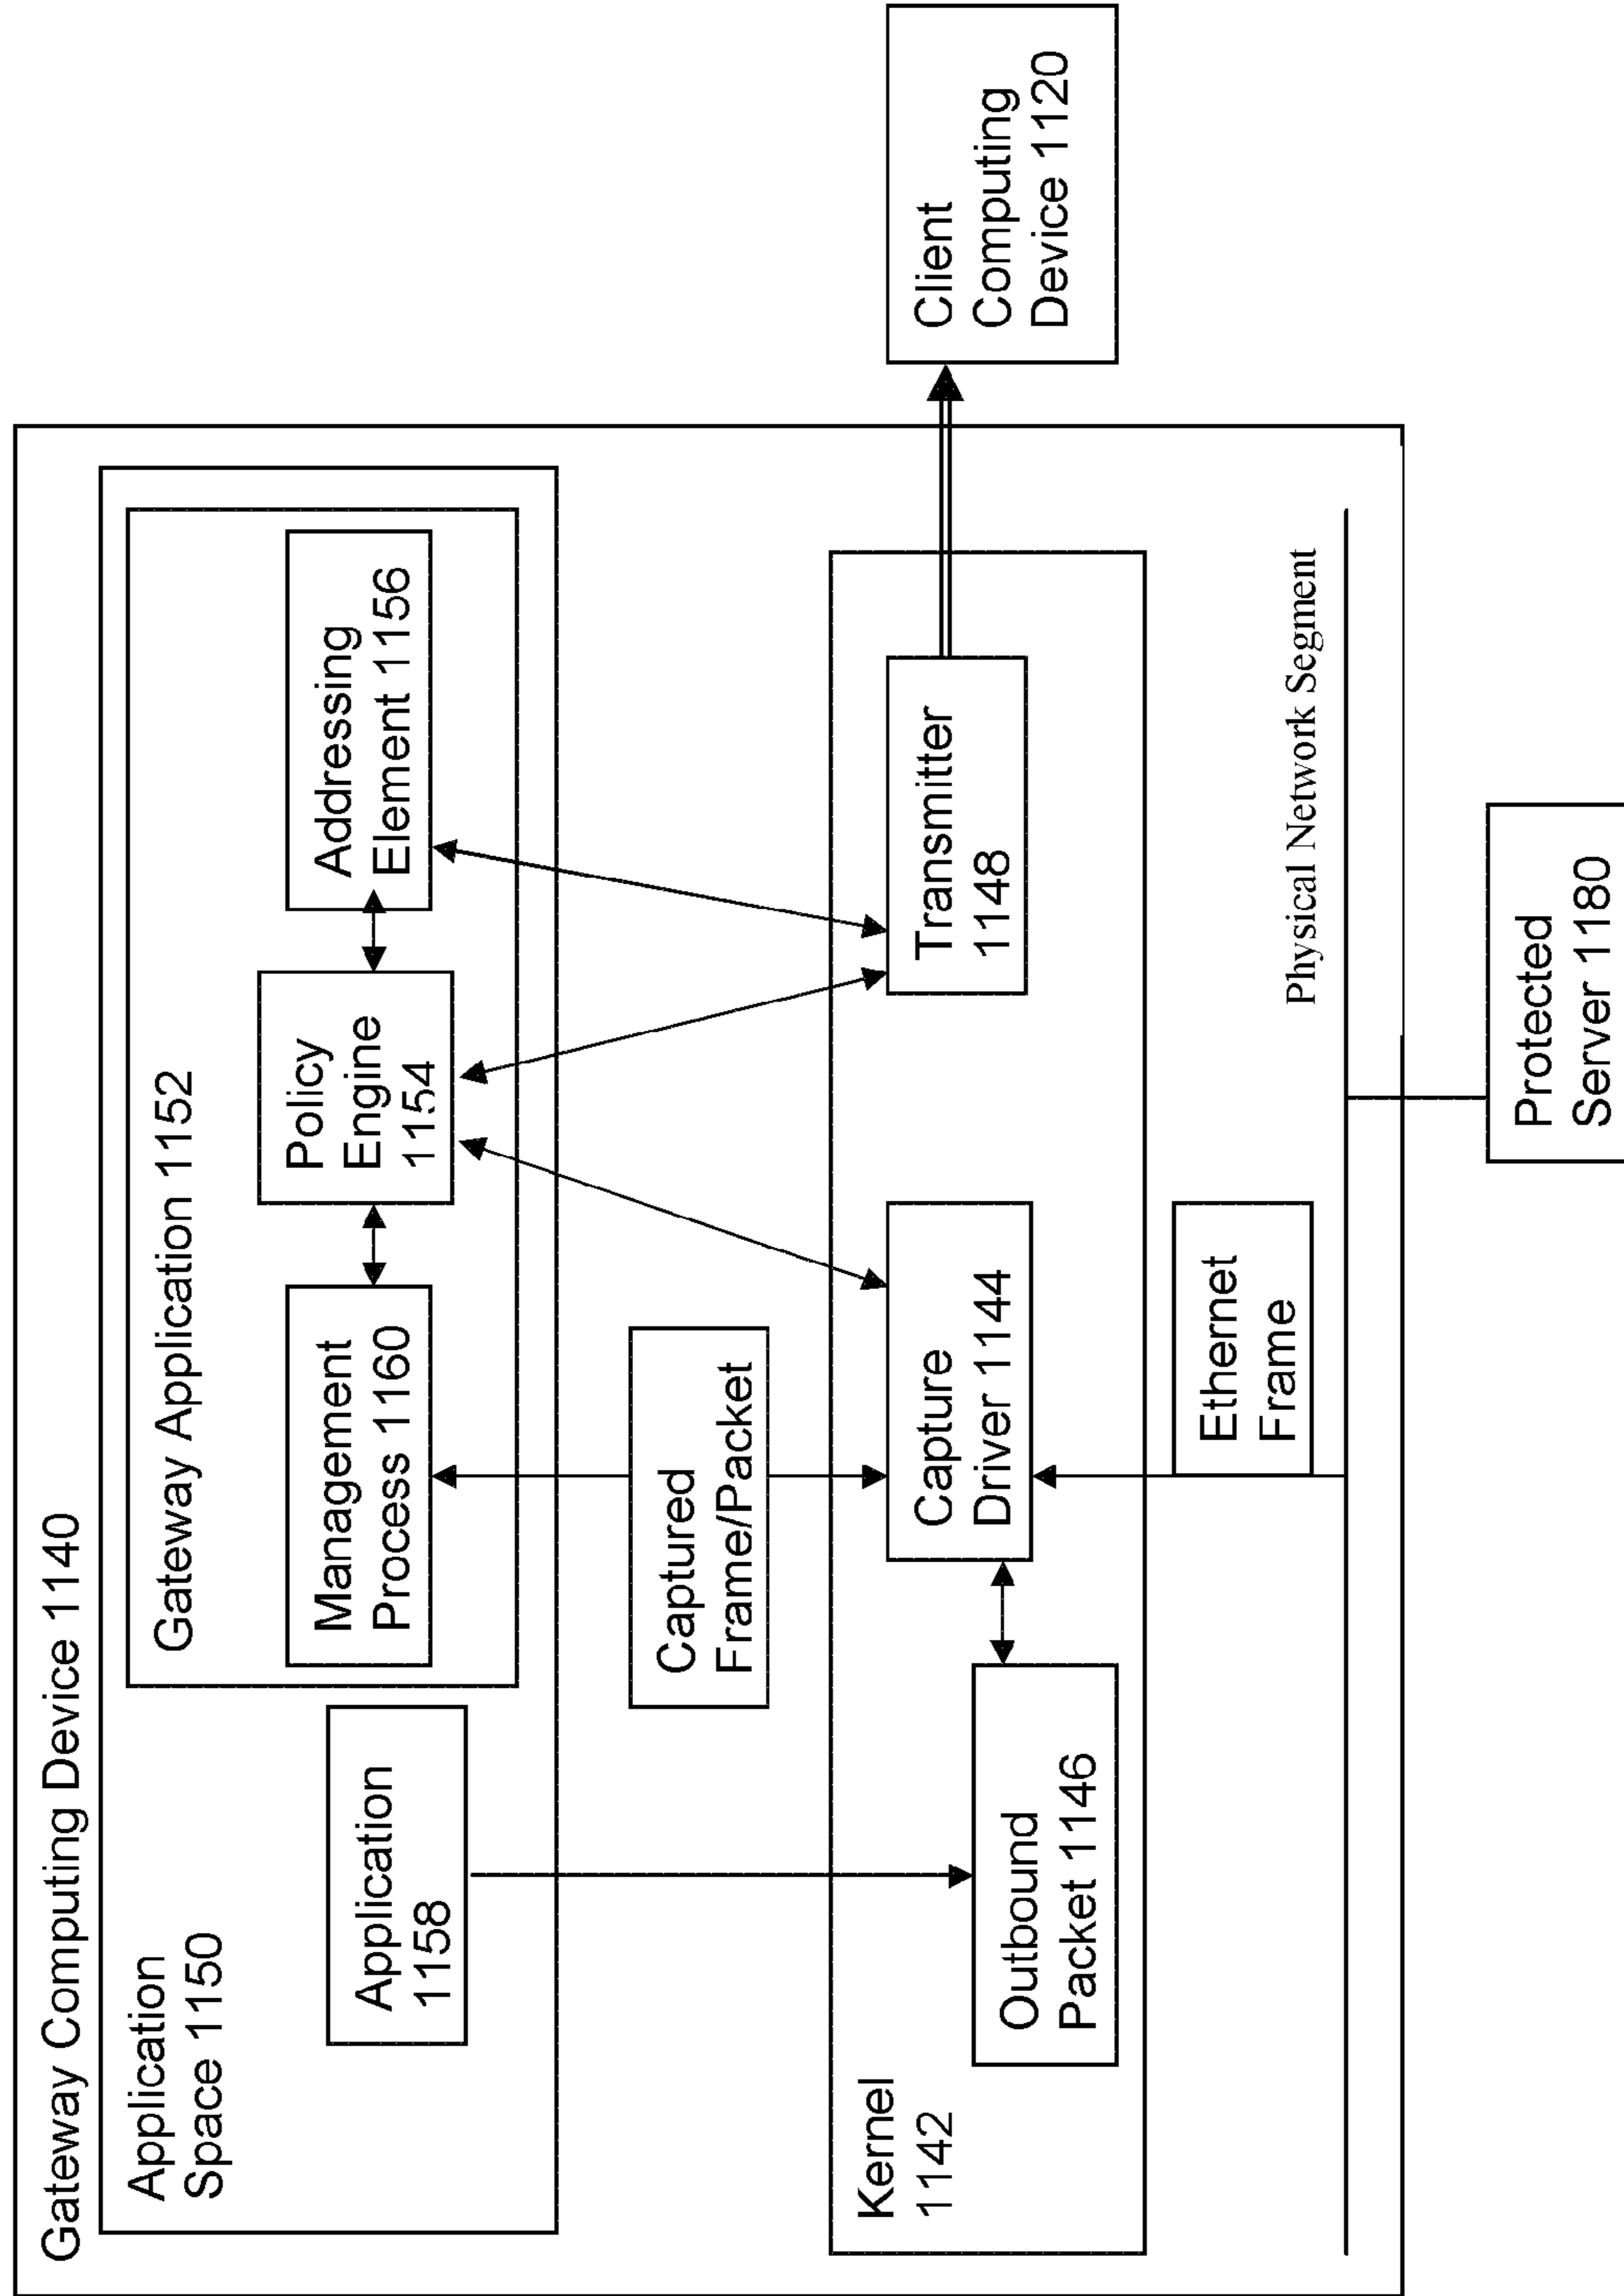 Gateway Computing Device 1140
Application
Space 1150
Gateway Application 1152
Application
1158
Management
Process 1160
Policy
Engine
1154
Addressing
Element 1156
Captured
Frame/Packet
Kernel
1142
Outbound
Packet 1146
Capture
Driver 1144
Transmitter
1148
Client
Computing
Device 1120
Ethernet
Frame
Physical Network Segment
Protected
Server 1180